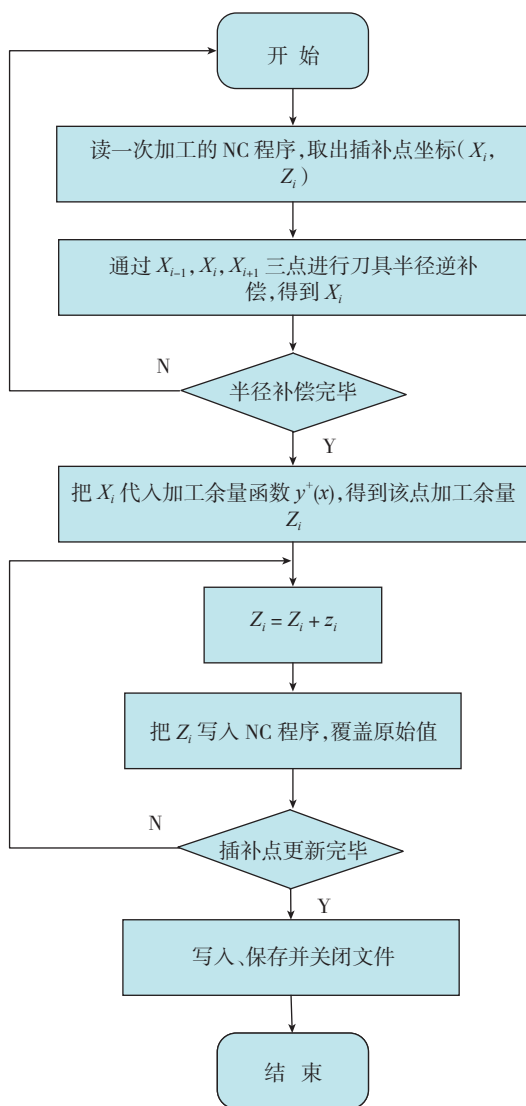 开 始
读一次加工的 NC 程序,取出插补点坐标( Xᵢ,
Zᵢ )
通过 Xᵢ₋₁, Xᵢ, Xᵢ₊₁ 三点进行刀具半径逆补
偿,得到 Xᵢ
N
半径补偿完毕
Y
把 Xᵢ 代入加工余量函数 y⁺(x),得到该点加工余量
Zᵢ
Zᵢ = Zᵢ + zᵢ
把 Zᵢ 写入 NC 程序,覆盖原始值
N
插补点更新完毕
Y
写入、保存并关闭文件
结 束